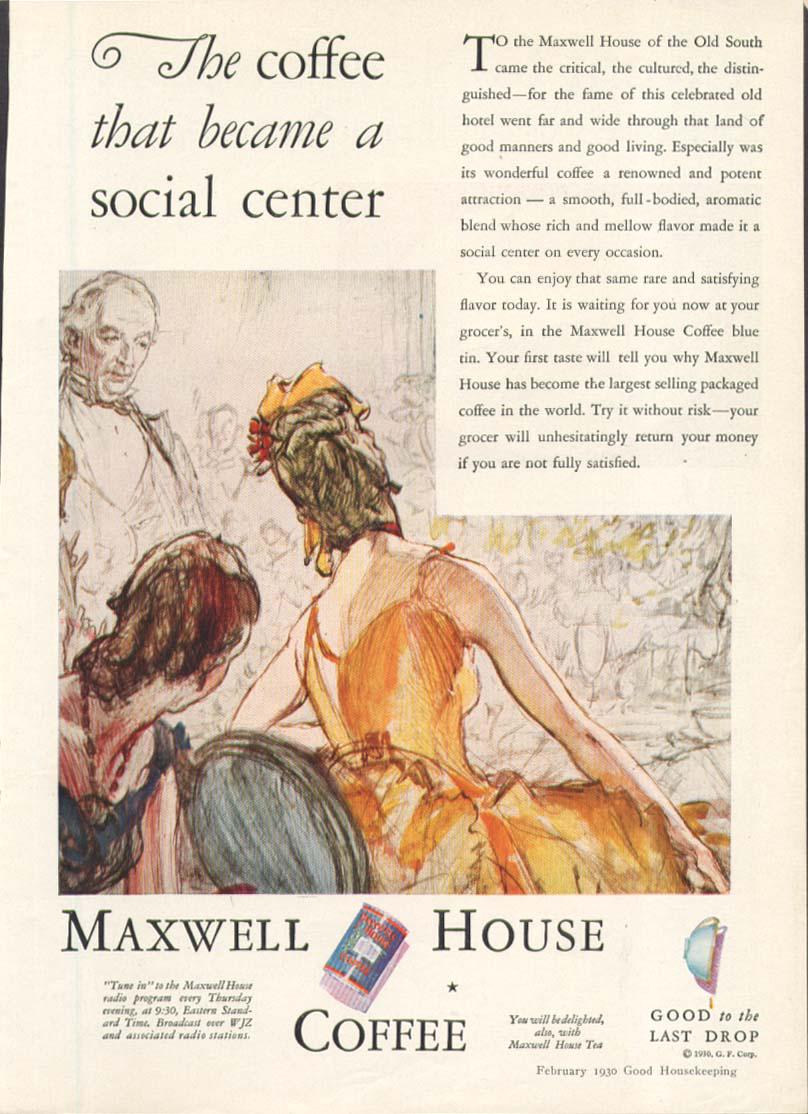 The coffee
that became a
social center
TO the Maxwell House of the Old South
came the critical, the cultured, the distin-
guished—for the fame of this celebrated old
hotel went far and wide through that land of
good manners and good living. Especially was
its wonderful coffee a renowned and potent
attraction — a smooth, full-bodied, aromatic
blend whose rich and mellow flavor made it a
social center on every occasion.
You can enjoy that same rare and satisfying
flavor today. It is waiting for you now at your
grocer's, in the Maxwell House Coffee blue
tin. Your first taste will tell you why Maxwell
House has become the largest selling packaged
coffee in the world. Try it without risk—your
grocer will unhesitatingly return your money
if you are not fully satisfied.
MAXWELL HOUSE
COFFEE
Maxwell
House
Coffee
"Tune in" to the Maxwell House
radio program every Thursday
evening, at 9:30, Eastern Stand-
ard Time. Broadcast over WJZ
and associated radio stations.
You will be delighted,
also, with
Maxwell House Tea
GOOD to the
LAST DROP
© 1930, G. F. Corp.
February 1930 Good Housekeeping